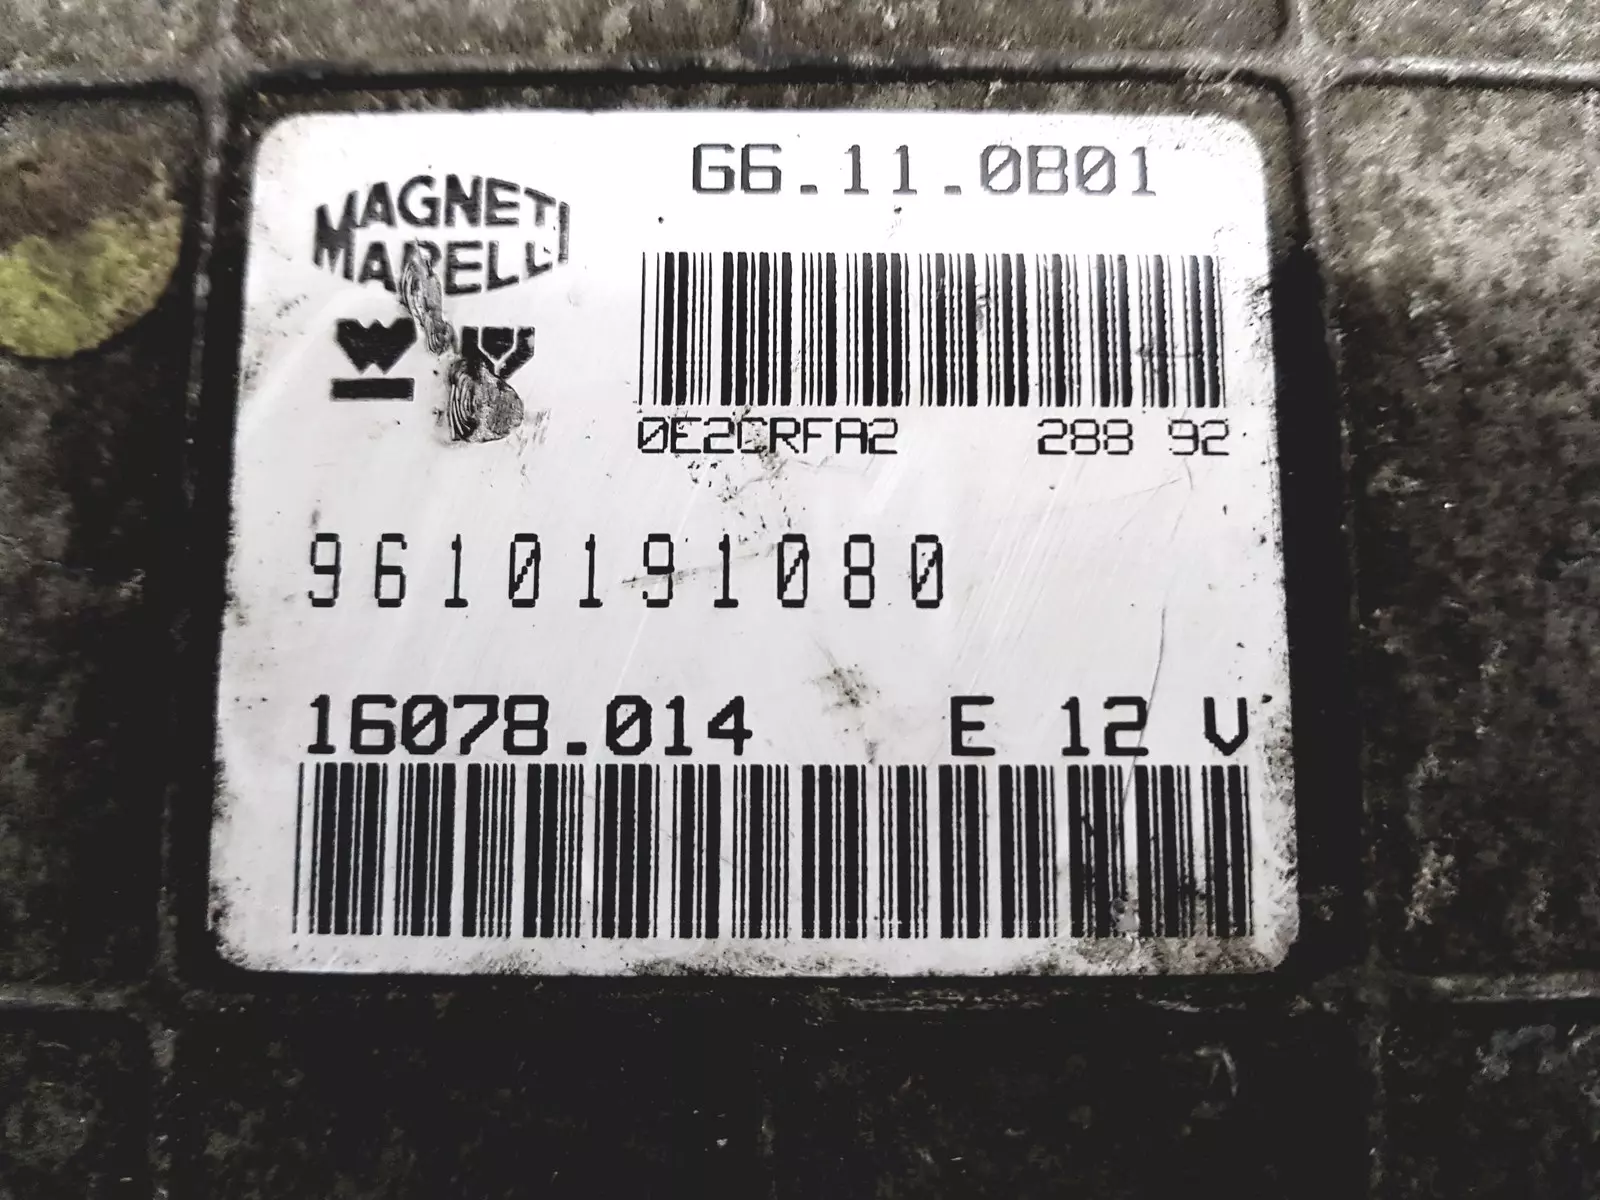 G6.11.0B01
MAGNETI
MARELLI
0E2CRFA2 288 92
9610191080
16078.014 E 12 V